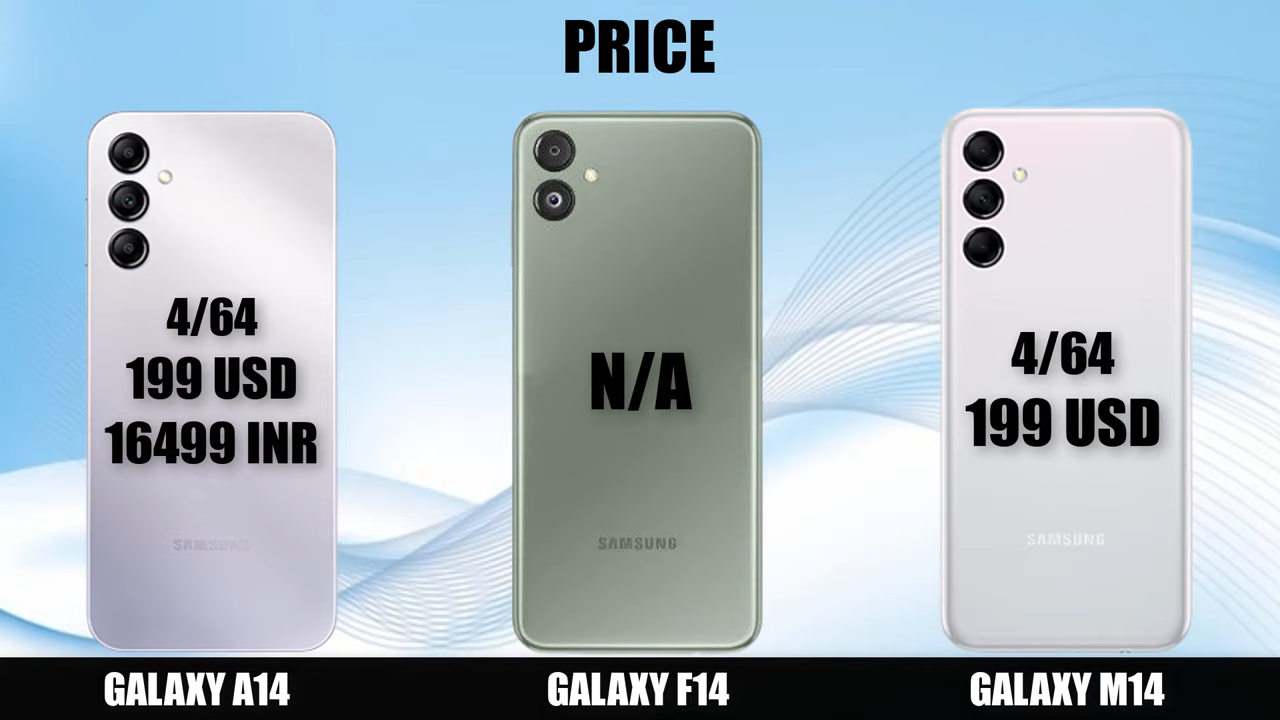 PRICE
4/64
199 USD
16499 INR
SAMSUNG
N/A
SAMSUNG
4/64
199 USD
SAMSUNG
GALAXY A14
GALAXY F14
GALAXY M14